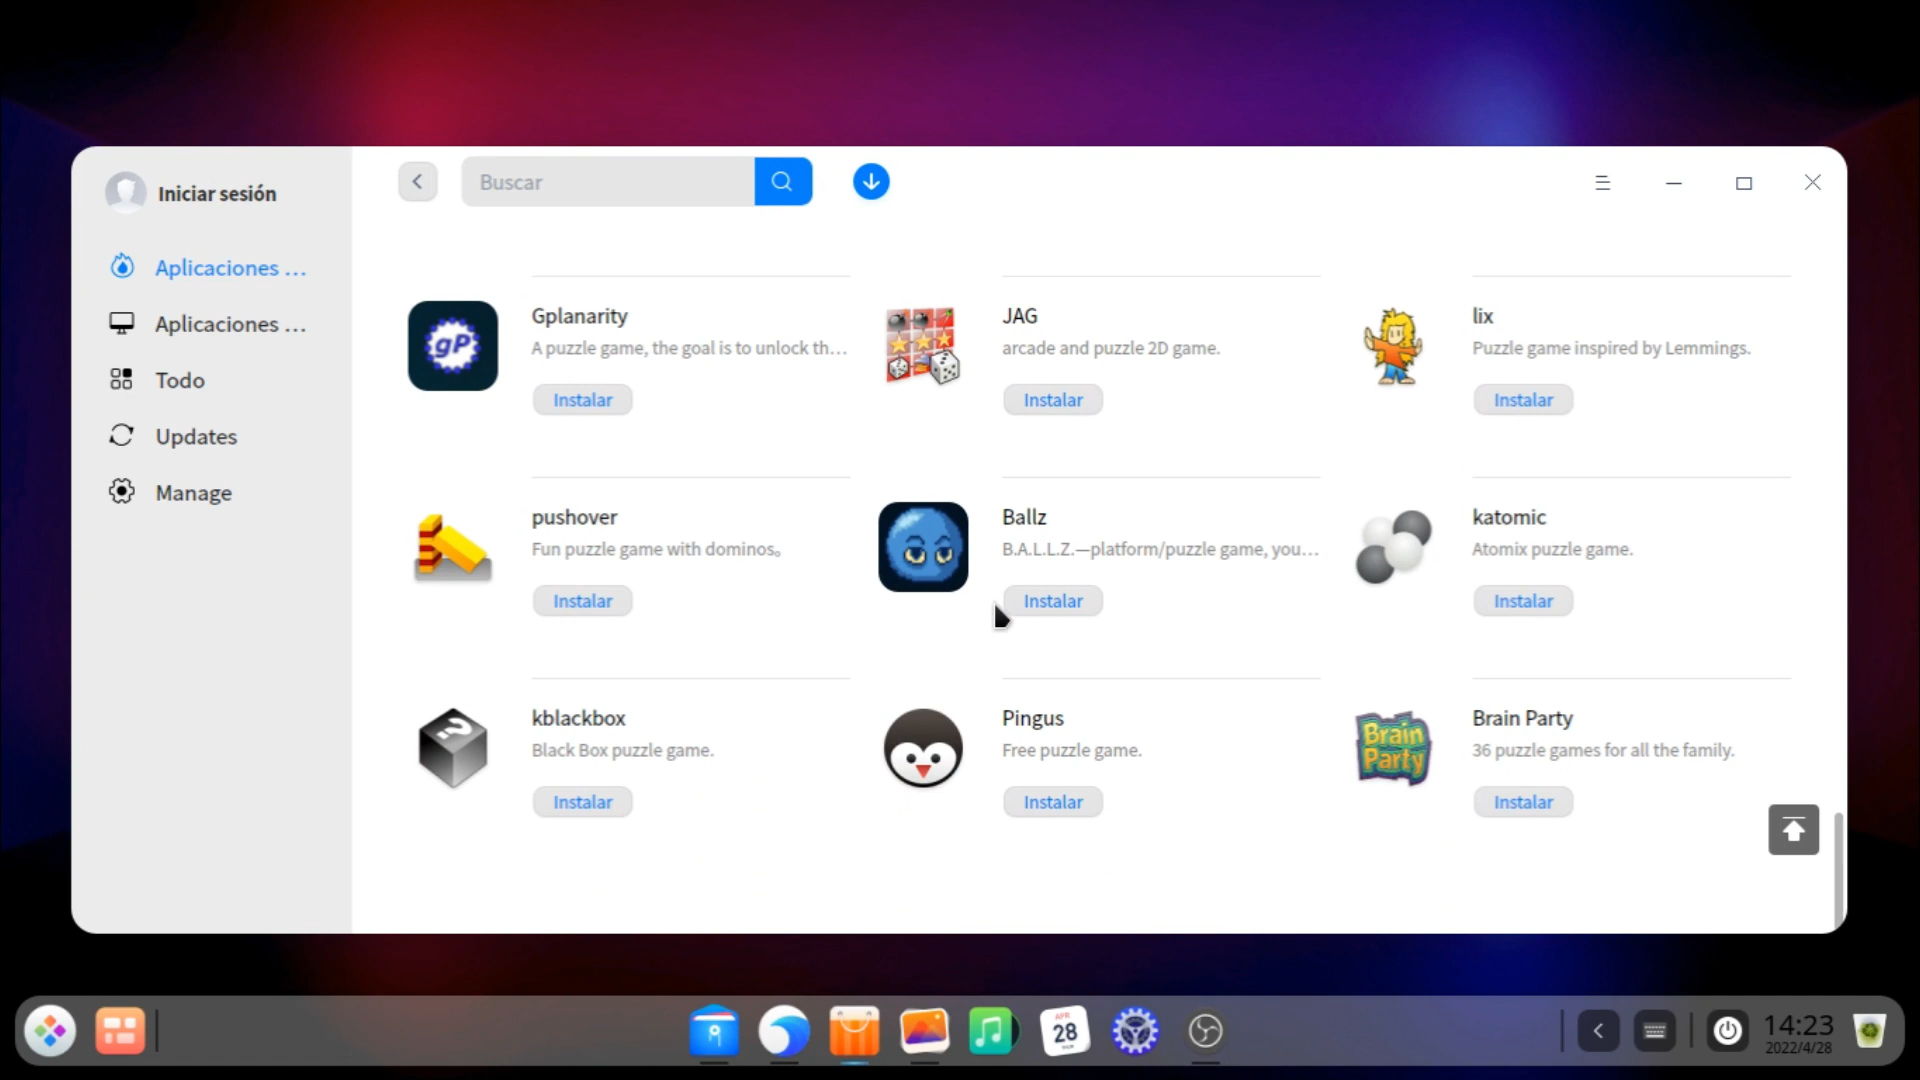 Iniciar sesión
Buscar
Aplicaciones ...
Aplicaciones ...
Todo
Updates
Manage
gP
Gplanarity
A puzzle game, the goal is to unlock th...
Instalar
JAG
arcade and puzzle 2D game.
Instalar
lix
Puzzle game inspired by Lemmings.
Instalar
pushover
Fun puzzle game with dominos。
Instalar
Ballz
B.A.L.L.Z.—platform/puzzle game, you...
Instalar
katomic
Atomix puzzle game.
Instalar
?
kblackbox
Black Box puzzle game.
Instalar
Pingus
Free puzzle game.
Instalar
Brain
Party
Brain Party
36 puzzle games for all the family.
Instalar
APR
28
14:23
2022/4/28